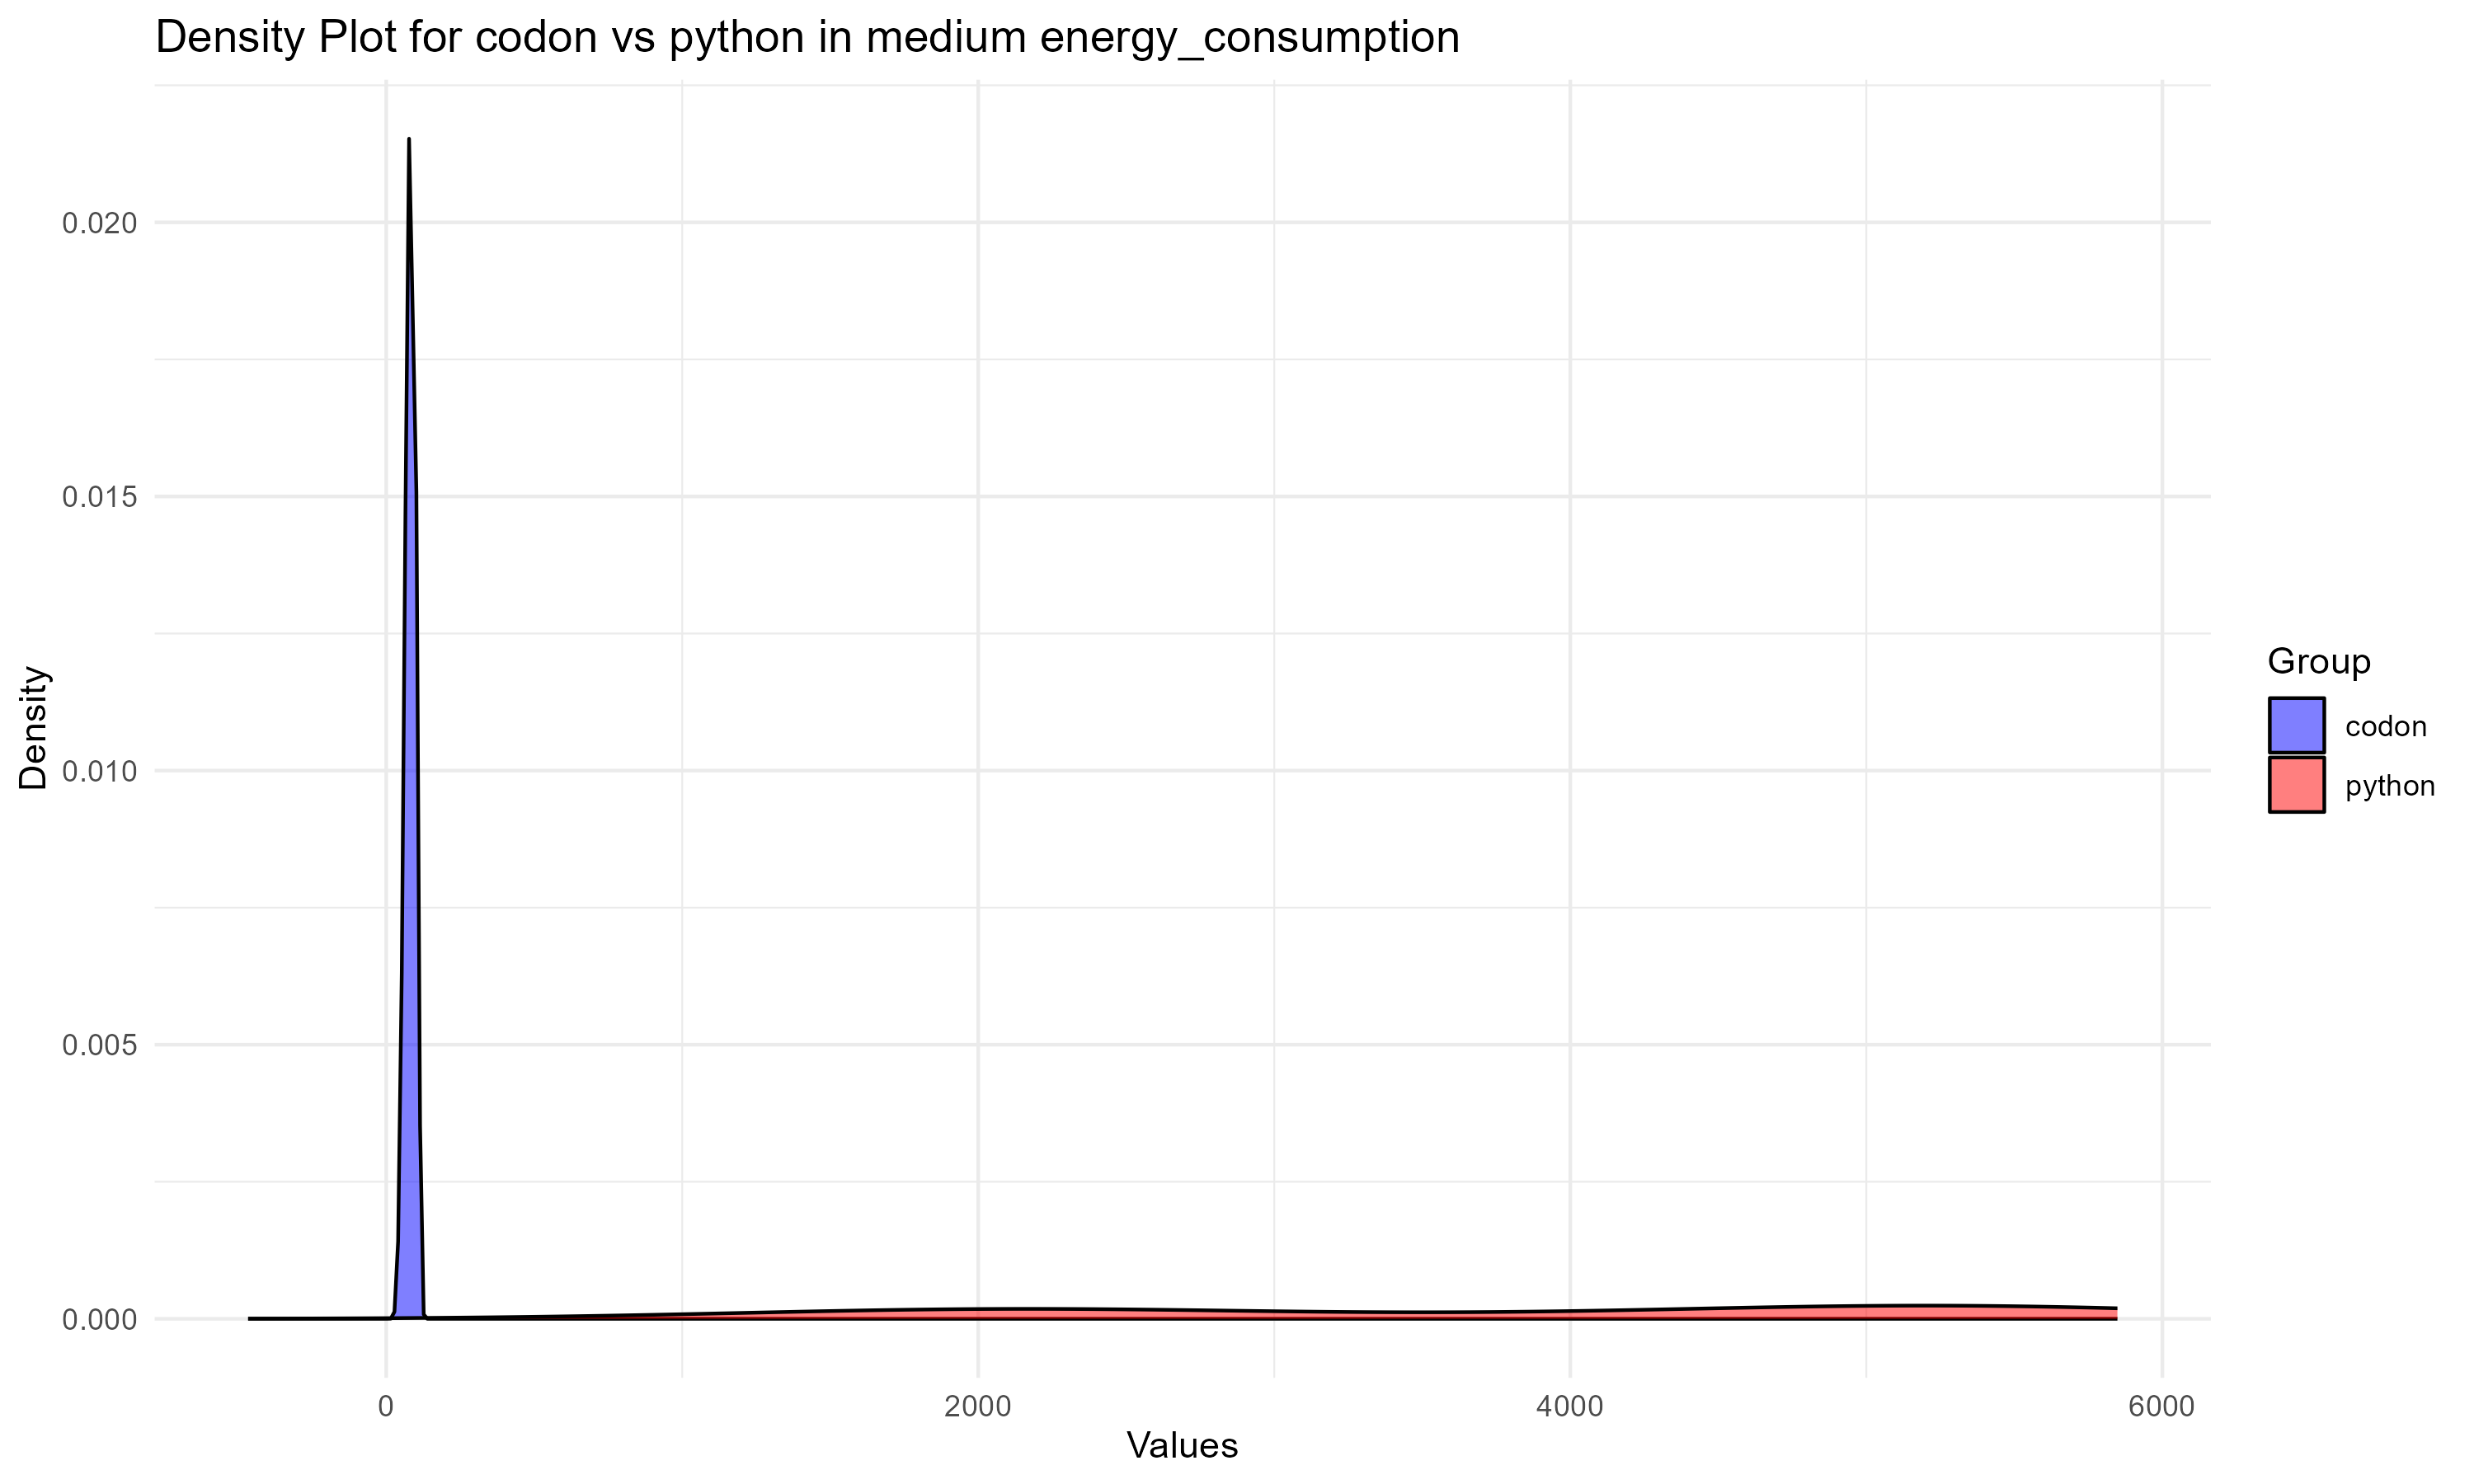 Density Plot for codon vs python in medium energy_consumption
0.020
0.015
0.010
0.005
0.000
Density
0
2000
4000
6000
Values
Group
codon
python